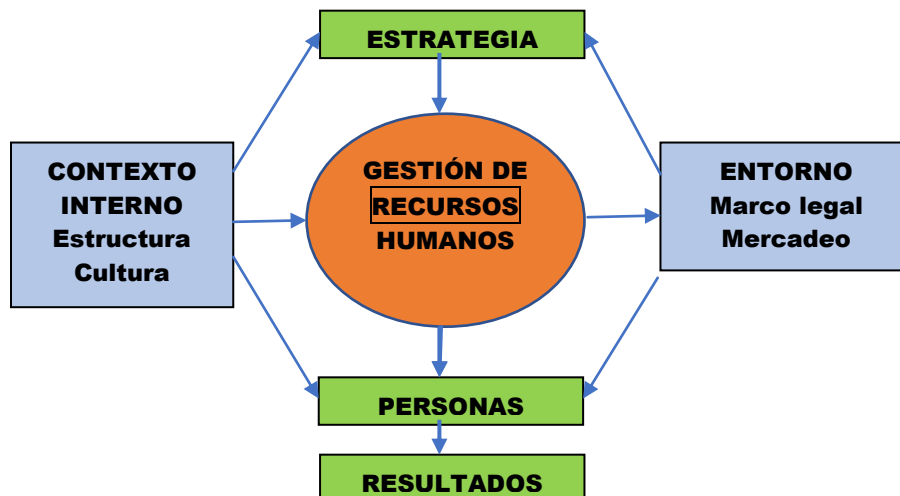 ESTRATEGIA
CONTEXTO
INTERNO
Estructura
Cultura
GESTIÓN DE
RECURSOS
HUMANOS
ENTORNO
Marco legal
Mercadeo
PERSONAS
RESULTADOS